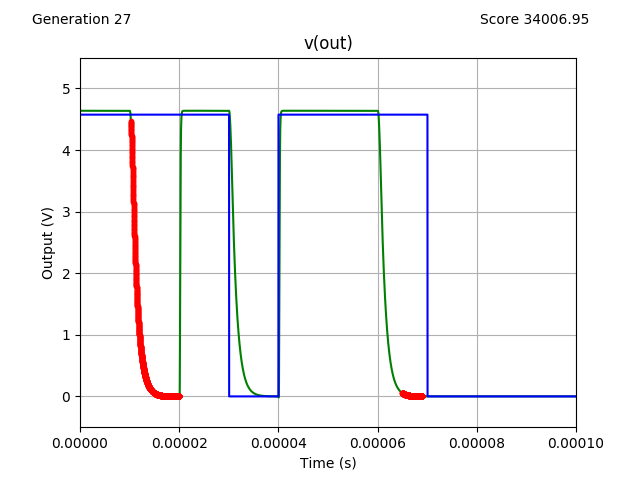 Generation 27
Score 34006.95
v(out)
5
4
3
2
1
0
Output (V)
0.00000 0.00002 0.00004 0.00006 0.00008 0.00010
Time (s)